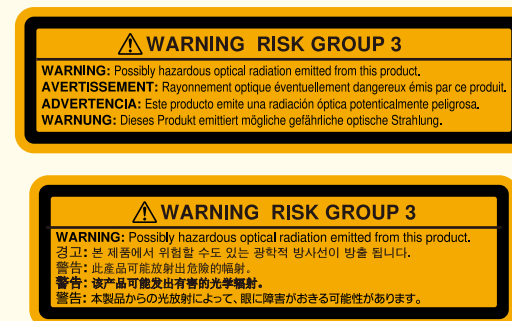 ⚠ WARNING RISK GROUP 3
WARNING: Possibly hazardous optical radiation emitted from this product.
AVERTISSEMENT: Rayonnement optique éventuellement dangereux émis par ce produit.
ADVERTENCIA: Este producto emite una radiación óptica potenticalmente peligrosa.
WARNUNG: Dieses Produkt emittiert mögliche gefährliche optische Strahlung.
⚠ WARNING RISK GROUP 3
WARNING: Possibly hazardous optical radiation emitted from this product.
경고: 본 제품에서 위험할 수도 있는 광학적 방사선이 방출 됩니다.
警告: 此產品可能放射出危險的幅射。
警告: 该产品可能发出有害的光学辐射。
警告: 本製品からの光放射によって、眼に障害がおきる可能性があります。